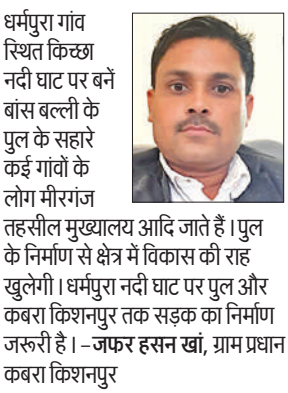 धर्मपुरा गांव
स्थित किच्छा
नदी घाट पर बनें
बांस बल्ली के
पुल के सहारे
कई गांवों के
लोग मीरगंज
तहसील मुख्यालय आदि जाते हैं । पुल
के निर्माण से क्षेत्र में विकास की राह
खुलेगी । धर्मपुरा नदी घाट पर पुल और
कबरा किशनपुर तक सड़क का निर्माण
जरूरी है । –जफर हसन खां, ग्राम प्रधान
कबरा किशनपुर